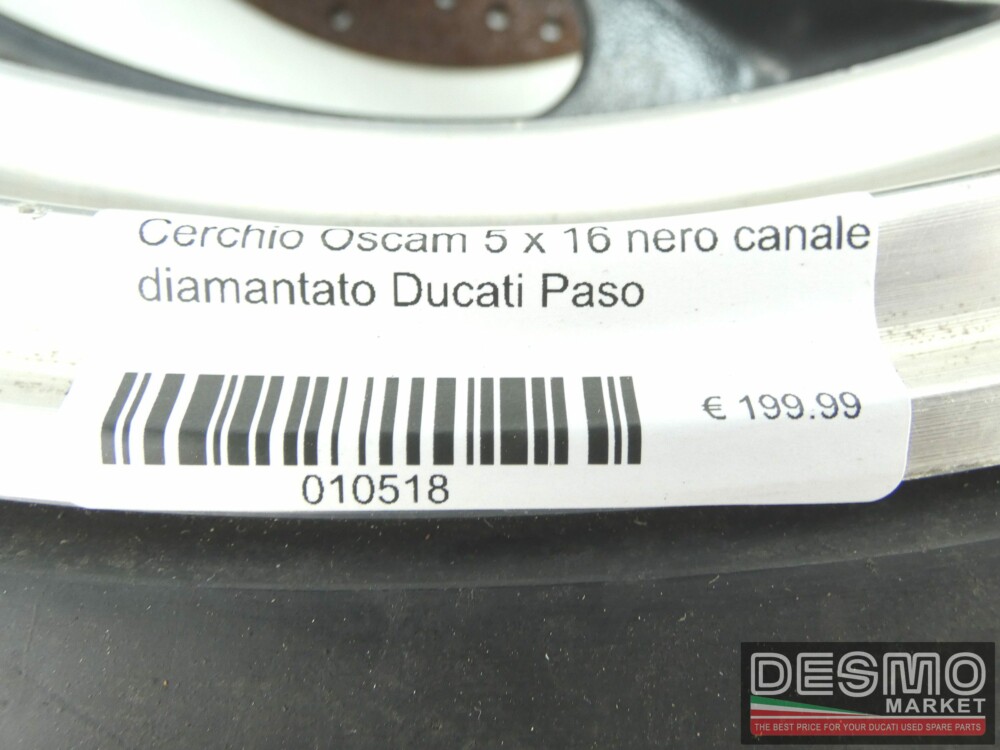 Cerchio Oscam 5 x 16 nero canale
diamantato Ducati Paso
€ 199.99
010518
DESMO
MARKET
THE BEST PRICE FOR YOUR DUCATI USED SPARE PARTS